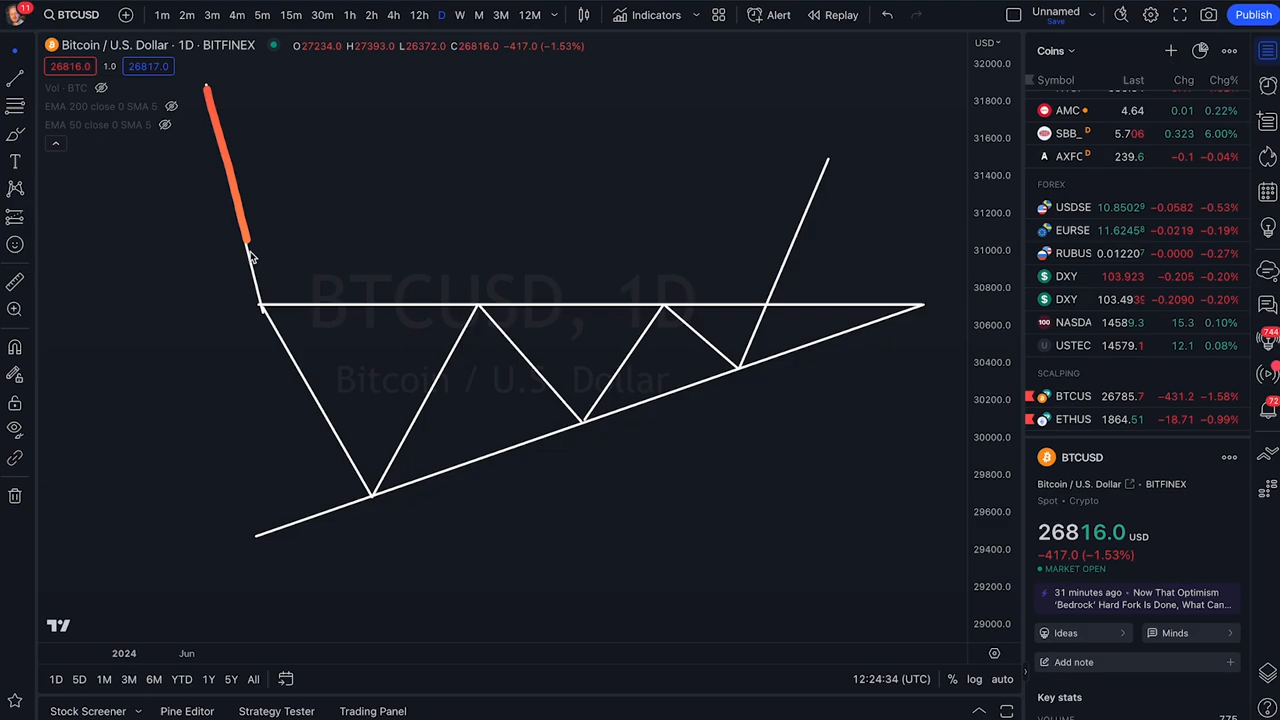 11
BTCUSD
1m 2m 3m 4m 5m 15m 30m 1h 2h 4h 12h D W M 3M 12M
Indicators
Alert
Replay
Unnamed
Save
Publish
Bitcoin / U.S. Dollar · 1D · BITFINEX
O27234.0 H27393.0 L26372.0 C26816.0 −417.0 (−1.53%)
26816.0 1.0 26817.0
Vol · BTC
EMA 200 close 0 SMA 5
EMA 50 close 0 SMA 5
BTCUSD, 1D
Bitcoin / U.S. Dollar
USD
32000.0
31800.0
31600.0
31400.0
31200.0
31000.0
30800.0
30600.0
30400.0
30200.0
30000.0
29800.0
29600.0
29400.0
29200.0
29000.0
2024 Jun
1D 5D 1M 3M 6M YTD 1Y 5Y All
12:24:34 (UTC) % log auto
Stock Screener Pine Editor Strategy Tester Trading Panel
Coins
Symbol Last Chg Chg%
AMC 4.64 0.01 0.22%
SBB_ D 5.706 0.323 6.00%
A AXFC D 239.6 −0.1 −0.04%
FOREX
USDSE 10.85029 −0.0582 −0.53%
EURSE 11.62458 −0.0219 −0.19%
RUBUS 0.012207 −0.0000 −0.27%
DXY 103.923 −0.205 −0.20%
DXY 103.4939 −0.2090 −0.20%
100 NASDA 14589.3 15.3 0.10%
U USTEC 14579.1 12.1 0.08%
SCALPING
BTCUS 26785.7 −431.2 −1.58%
ETHUS 1864.51 −18.71 −0.99%
BTCUSD
Bitcoin / U.S. Dollar · BITFINEX
Spot · Crypto
26816.0 USD
−417.0 (−1.53%)
MARKET OPEN
31 minutes ago · Now That Optimism
‘Bedrock’ Hard Fork Is Done, What Can...
Ideas
Minds
Add note
Key stats
744
72